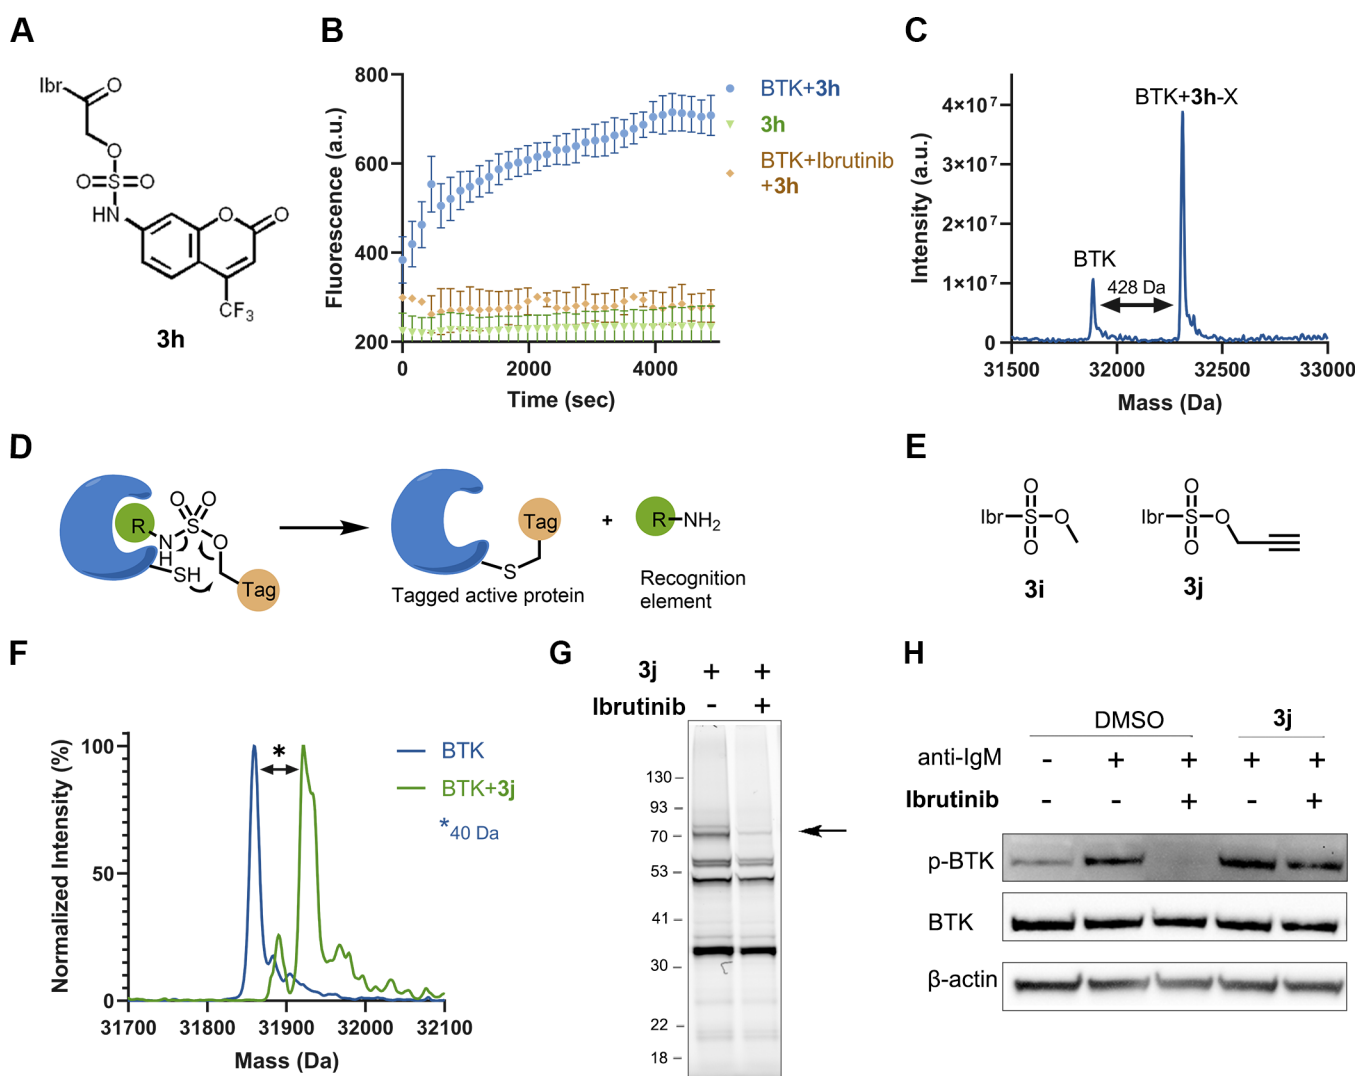 A
Ibr
O
O
O
S
O
HN
O
O
CF3
3h
B
800
600
400
200
0
2000
4000
Fluorescence (a.u.)
Time (sec)
BTK+3h
3h
BTK+Ibrutinib
+3h
C
BTK+3h-X
BTK
428 Da
4×10⁷
3×10⁷
2×10⁷
1×10⁷
0
31500
32000
32500
33000
Intensity (a.u.)
Mass (Da)
D
R
O
O
S
N
H
O
SH
Tag
Tag
S
Tagged active protein
+
R
NH2
Recognition
element
E
O
Ibr
S
O
O
3i
O
Ibr
S
O
O
3j
F
100
50
0
31700
31800
31900
32000
32100
Normalized Intensity (%)
Mass (Da)
*
BTK
BTK+3j
*40 Da
G
3j + +
Ibrutinib - +
130
93
70
53
41
30
22
18
H
DMSO
3j
anti-IgM - + + + +
Ibrutinib - - + - +
p-BTK
BTK
β-actin